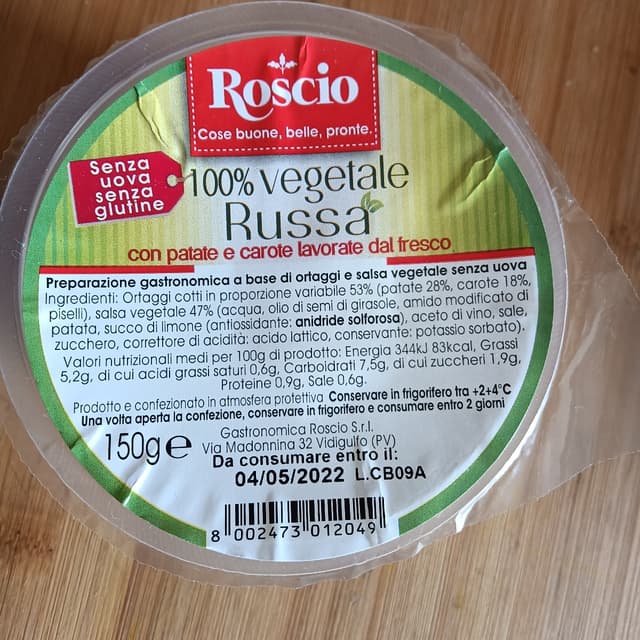 Roscio
Cose buone, belle, pronte.
Senza
uova
senza
glutine
100% vegetale
Russa
con patate e carote lavorate dal fresco
Preparazione gastronomica a base di ortaggi e salsa vegetale senza uova
Ingredienti: Ortaggi cotti in proporzione variabile 53% (patate 28%, carote 18%,
piselli), salsa vegetale 47% (acqua, olio di semi di girasole, amido modificato di
patata, succo di limone (antiossidante: anidride solforosa), aceto di vino, sale,
zucchero, correttore di acidità: acido lattico, conservante: potassio sorbato).
Valori nutrizionali medi per 100g di prodotto: Energia 344kJ 83kcal, Grassi
5,2g, di cui acidi grassi saturi 0,6g, Carboidrati 7,5g, di cui zuccheri 1,9g,
Proteine 0,9g, Sale 0,6g.
Prodotto e confezionato in atmosfera protettiva Conservare in frigorifero tra +2+4°C
Una volta aperta la confezione, conservare in frigorifero e consumare entro 2 giorni
150g e
Gastronomica Roscio S.r.l.
Via Madonnina 32 Vidigulfo (PV)
Da consumare entro il:
04/05/2022 L.CB09A
8 002473 012049